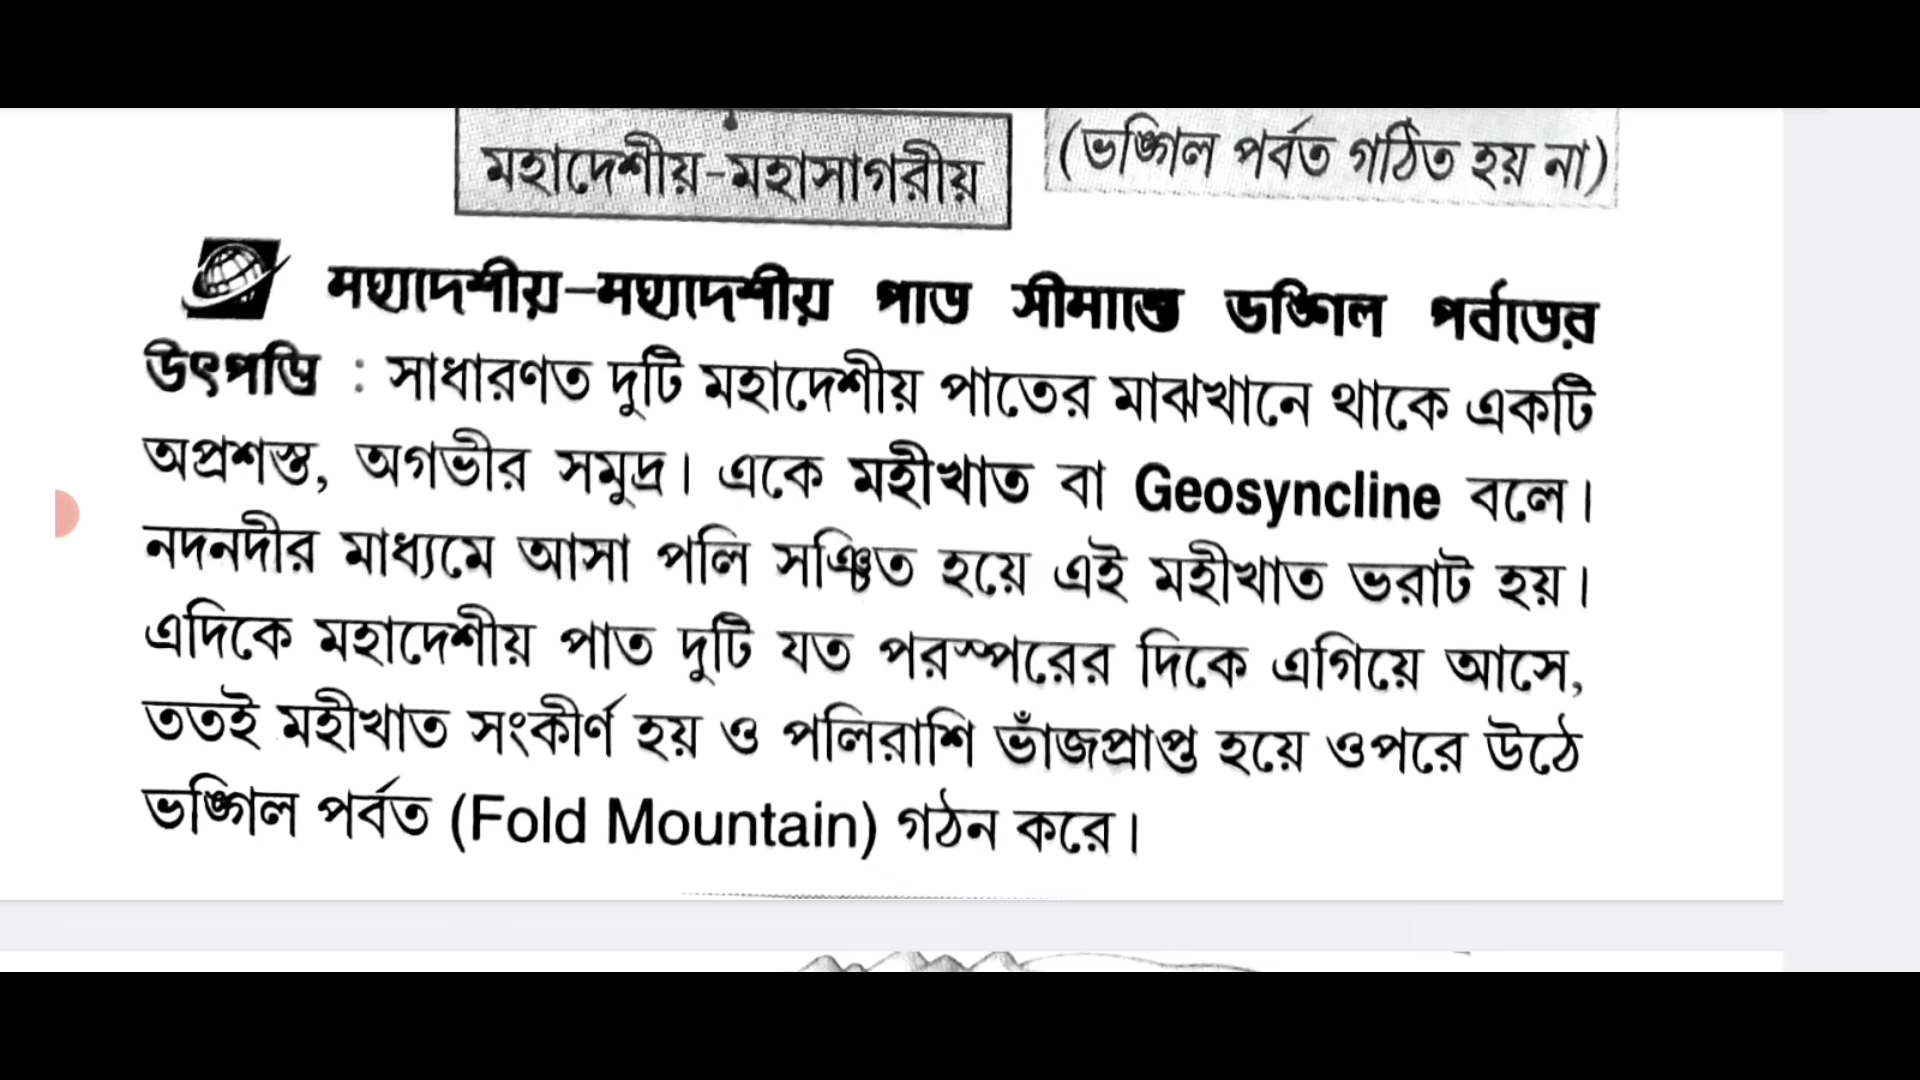 মহাদেশীয়-মহাসাগরীয়
(ভঙ্গিল পর্বত গঠিত হয় না)
মহাদেশীয়–মহাদেশীয় পাত সীমান্তে ভঙ্গিল পর্বতের
উৎপত্তি : সাধারণত দুটি মহাদেশীয় পাতের মাঝখানে থাকে একটি
অপ্রশস্ত, অগভীর সমুদ্র। একে মহীখাত বা Geosyncline বলে।
নদনদীর মাধ্যমে আসা পলি সঞ্চিত হয়ে এই মহীখাত ভরাট হয়।
এদিকে মহাদেশীয় পাত দুটি যত পরস্পরের দিকে এগিয়ে আসে,
ততই মহীখাত সংকীর্ণ হয় ও পলিরাশি ভাঁজপ্রাপ্ত হয়ে ওপরে উঠে
ভঙ্গিল পর্বত (Fold Mountain) গঠন করে।